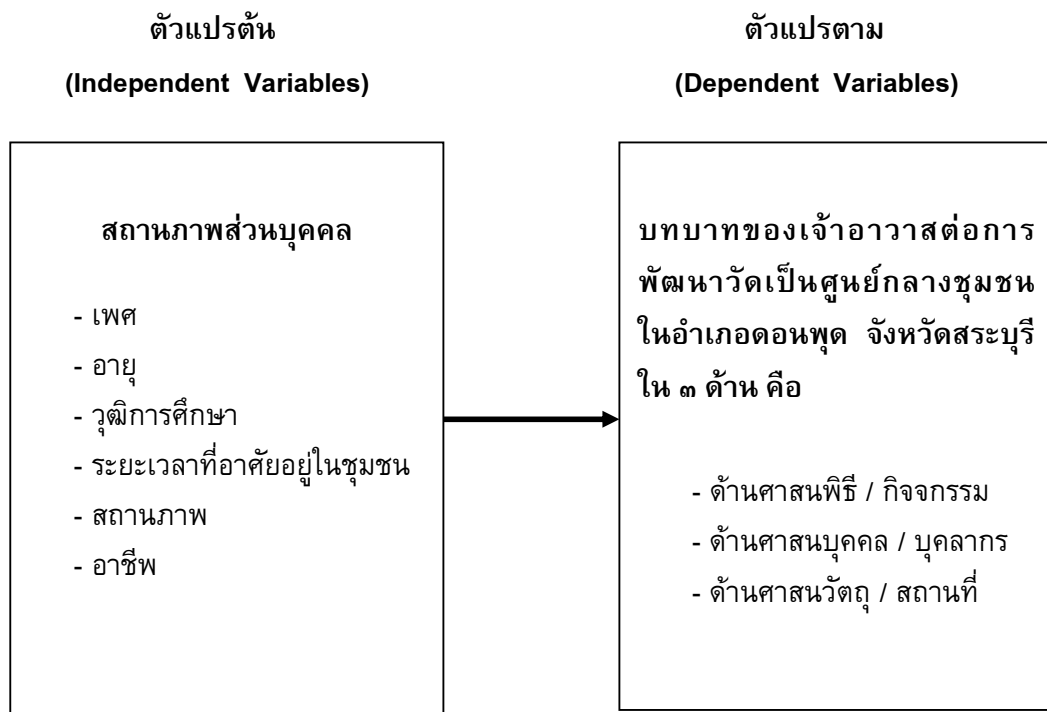 ตัวแปรต้น
(Independent Variables)
สถานภาพส่วนบุคคล
- เพศ
- อายุ
- วุฒิการศึกษา
- ระยะเวลาที่อาศัยอยู่ในชุมชน
- สถานภาพ
- อาชีพ
ตัวแปรตาม
(Dependent Variables)
บทบาทของเจ้าอาวาสต่อการ
พัฒนาวัดเป็นศูนย์กลางชุมชน
ในอำเภอดอนพุด จังหวัดสระบุรี
ใน ๓ ด้าน คือ
- ด้านศาสนพิธี / กิจจกรรม
- ด้านศาสนบุคคล / บุคลากร
- ด้านศาสนวัตถุ / สถานที่